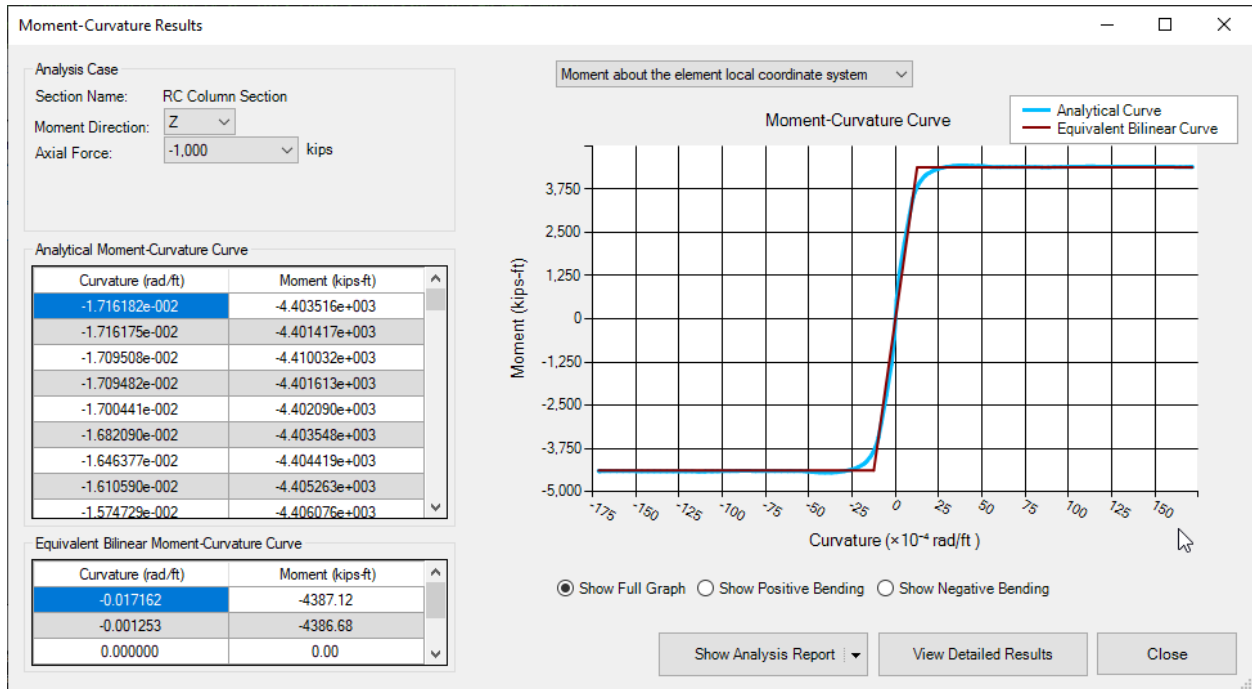 Moment-Curvature Results
Analysis Case
Section Name: RC Column Section
Moment Direction: Z
Axial Force: -1,000 kips
Analytical Moment-Curvature Curve
Curvature (rad/ft) Moment (kips-ft)
-1.716182e-002 -4.403516e+003
-1.716175e-002 -4.401417e+003
-1.709508e-002 -4.410032e+003
-1.709482e-002 -4.401613e+003
-1.700441e-002 -4.402090e+003
-1.682090e-002 -4.403548e+003
-1.646377e-002 -4.404419e+003
-1.610590e-002 -4.405263e+003
-1.574729e-002 -4.406076e+003
Equivalent Bilinear Moment-Curvature Curve
Curvature (rad/ft) Moment (kips-ft)
-0.017162 -4387.12
-0.001253 -4386.68
0.000000 0.00
Moment about the element local coordinate system
Moment-Curvature Curve
Analytical Curve
Equivalent Bilinear Curve
Moment (kips-ft)
3,750
2,500
1,250
0
-1,250
-2,500
-3,750
-5,000
-175 -150 -125 -100 -75 -50 -25 0 25 50 75 100 125 150
Curvature (×10⁻⁴ rad/ft )
Show Full Graph Show Positive Bending Show Negative Bending
Show Analysis Report View Detailed Results Close